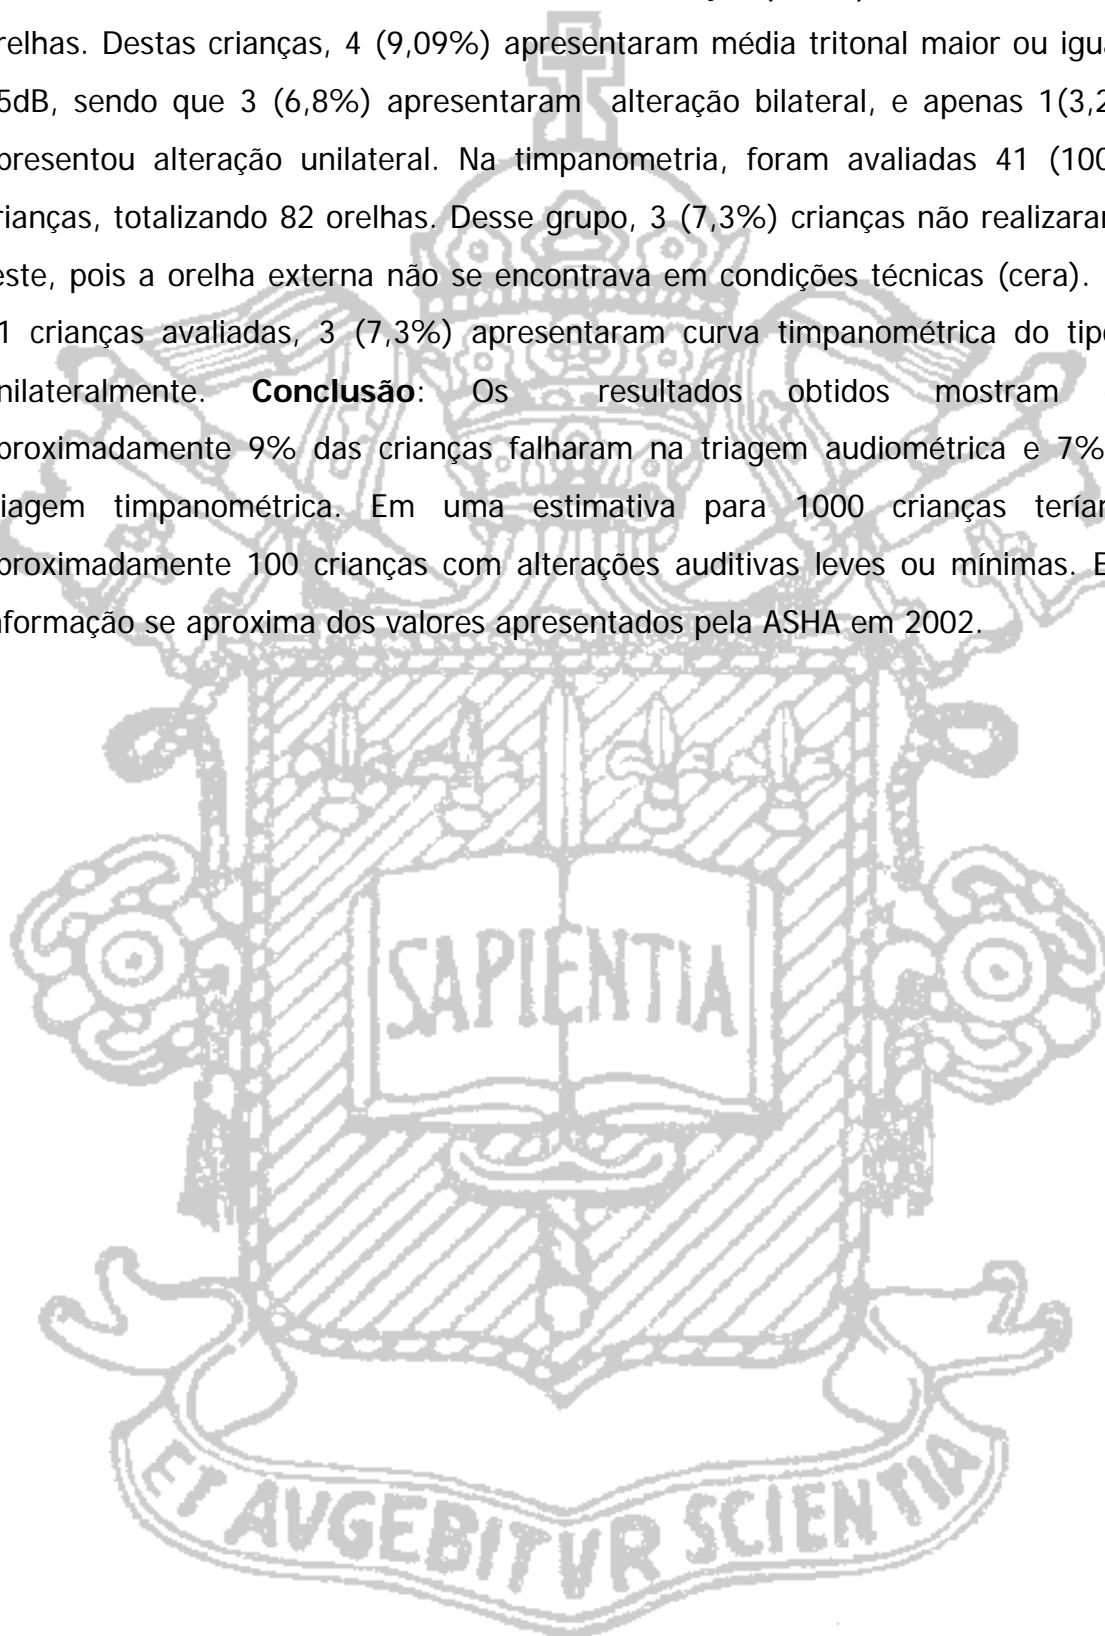 relhas. Destas crianças, 4 (9,09%) apresentaram média tritonal maior ou igua
5dB, sendo que 3 (6,8%) apresentaram alteração bilateral, e apenas 1(3,2
presentou alteração unilateral. Na timpanometria, foram avaliadas 41 (100
rianças, totalizando 82 orelhas. Desse grupo, 3 (7,3%) crianças não realizaram
este, pois a orelha externa não se encontrava em condições técnicas (cera).
1 crianças avaliadas, 3 (7,3%) apresentaram curva timpanométrica do tipo
nilateralmente. Conclusão: Os resultados obtidos mostram
proximadamente 9% das crianças falharam na triagem audiométrica e 7%
iagem timpanométrica. Em uma estimativa para 1000 crianças teríam
proximadamente 100 crianças com alterações auditivas leves ou mínimas. E
nformação se aproxima dos valores apresentados pela ASHA em 2002.
SAPIENTIA
ET AVGEBITVR SCIENTIA